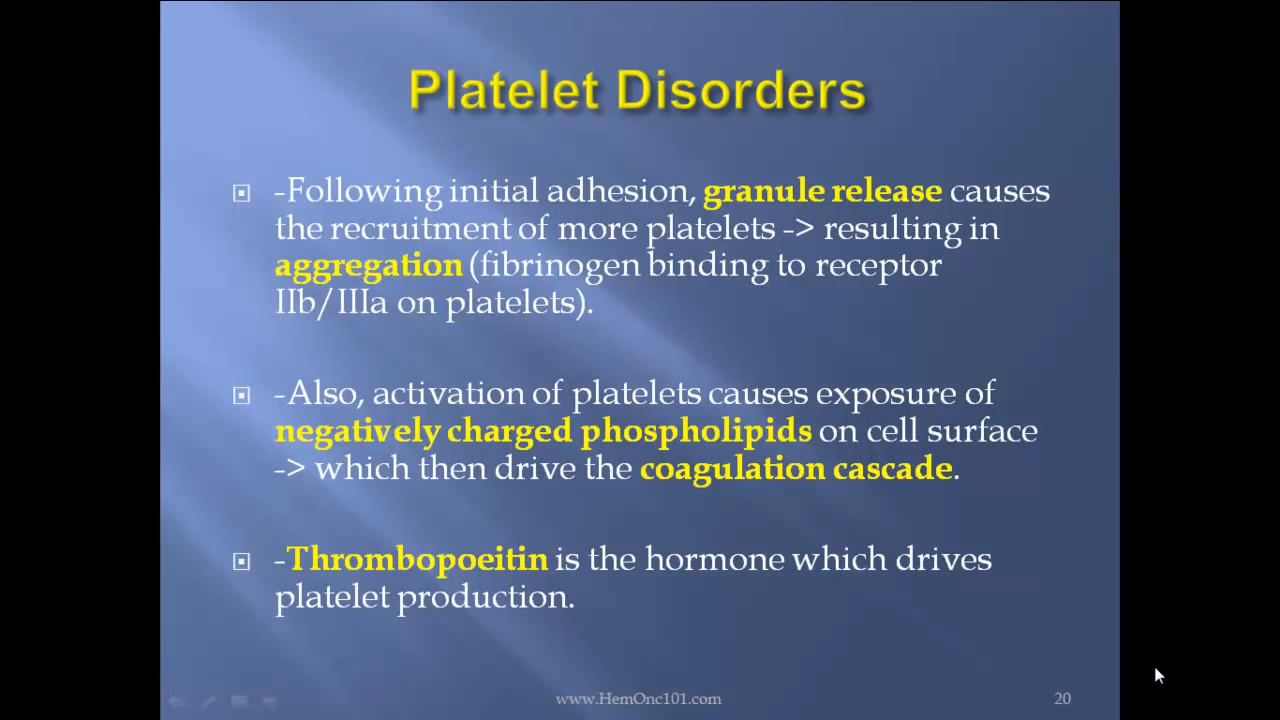 Platelet Disorders
-Following initial adhesion, granule release causes
the recruitment of more platelets -> resulting in
aggregation (fibrinogen binding to receptor
IIb/IIIa on platelets).
-Also, activation of platelets causes exposure of
negatively charged phospholipids on cell surface
-> which then drive the coagulation cascade.
-Thrombopoeitin is the hormone which drives
platelet production.
www.HemOnc101.com
20